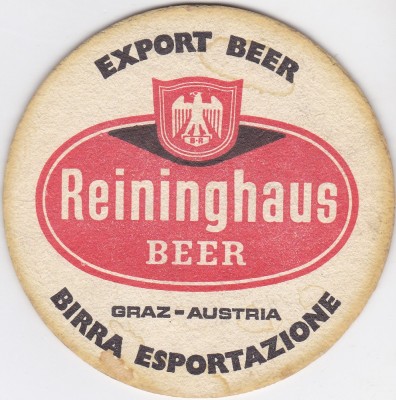 EXPORT BEER
B-R
Reininghaus
BEER
GRAZ-AUSTRIA
BIRRA ESPORTAZIONE